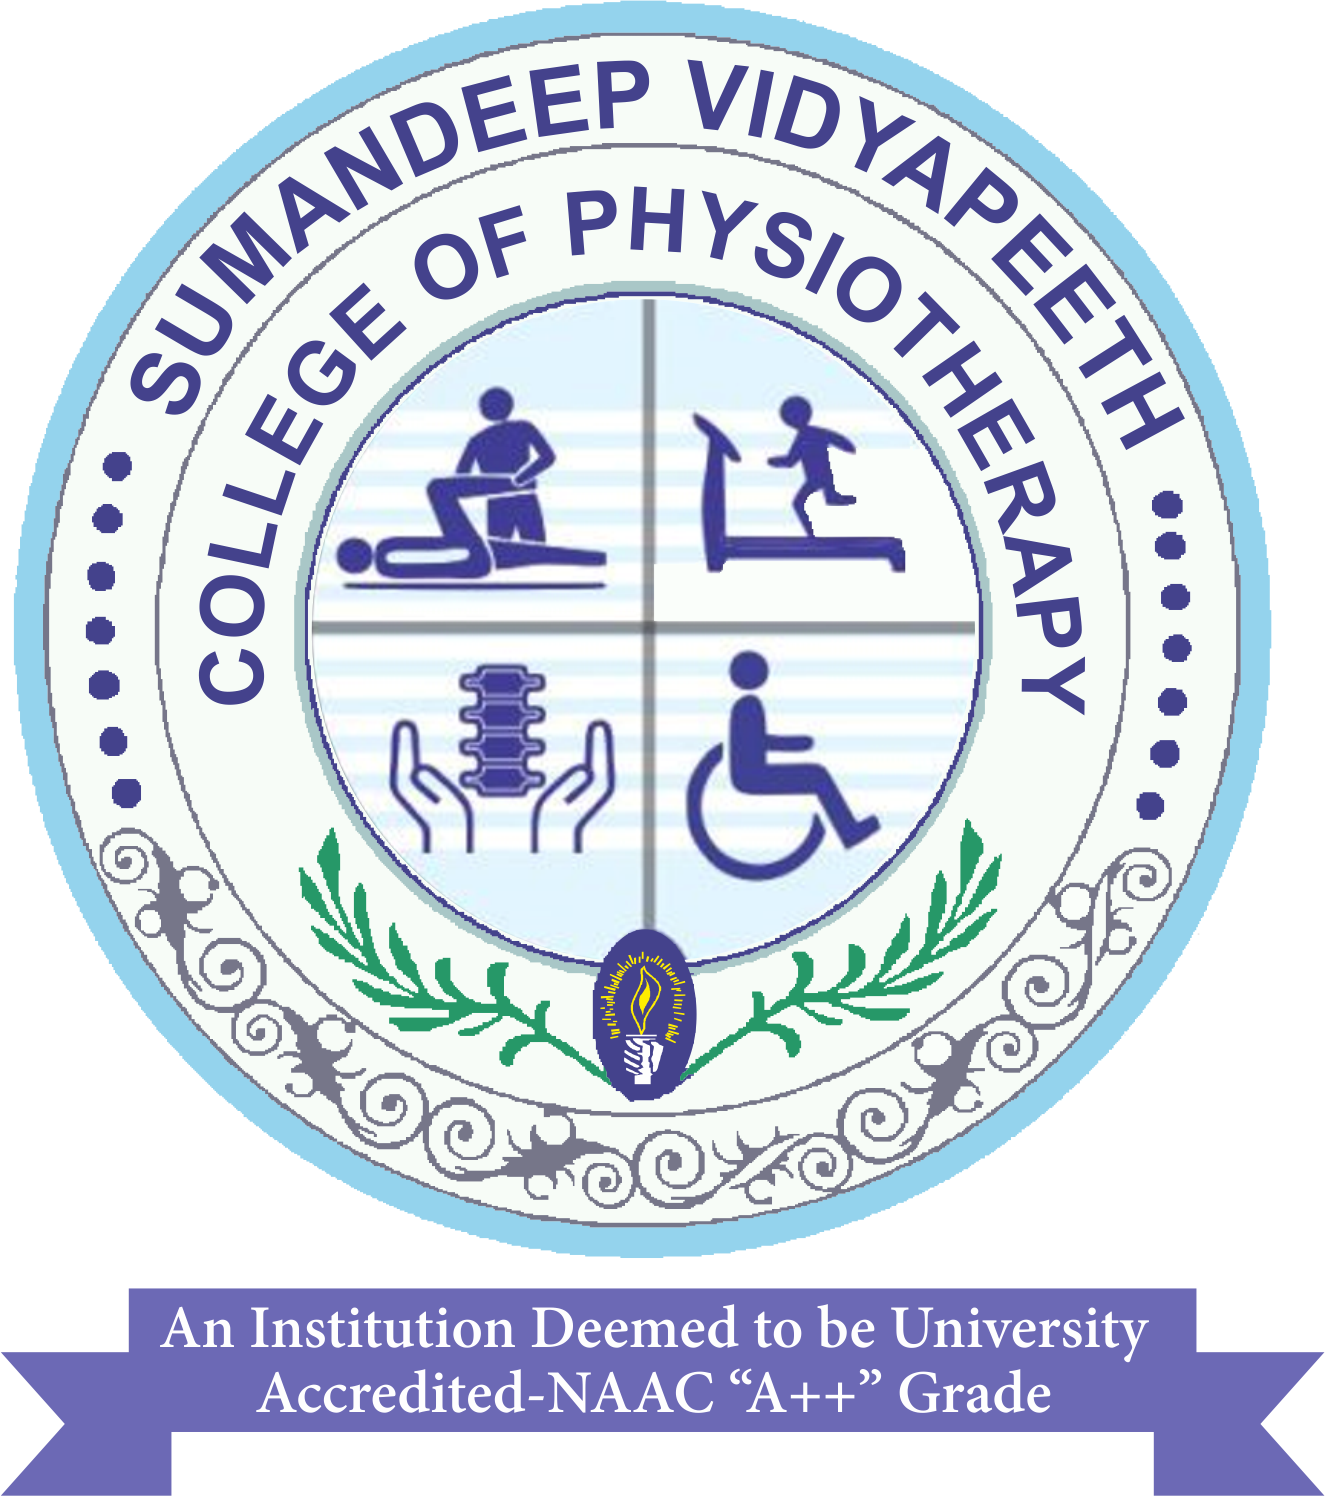 SUMANDEEP VIDYAPEETH
COLLEGE OF PHYSIOTHERAPY
An Institution Deemed to be University
Accredited-NAAC “A++” Grade